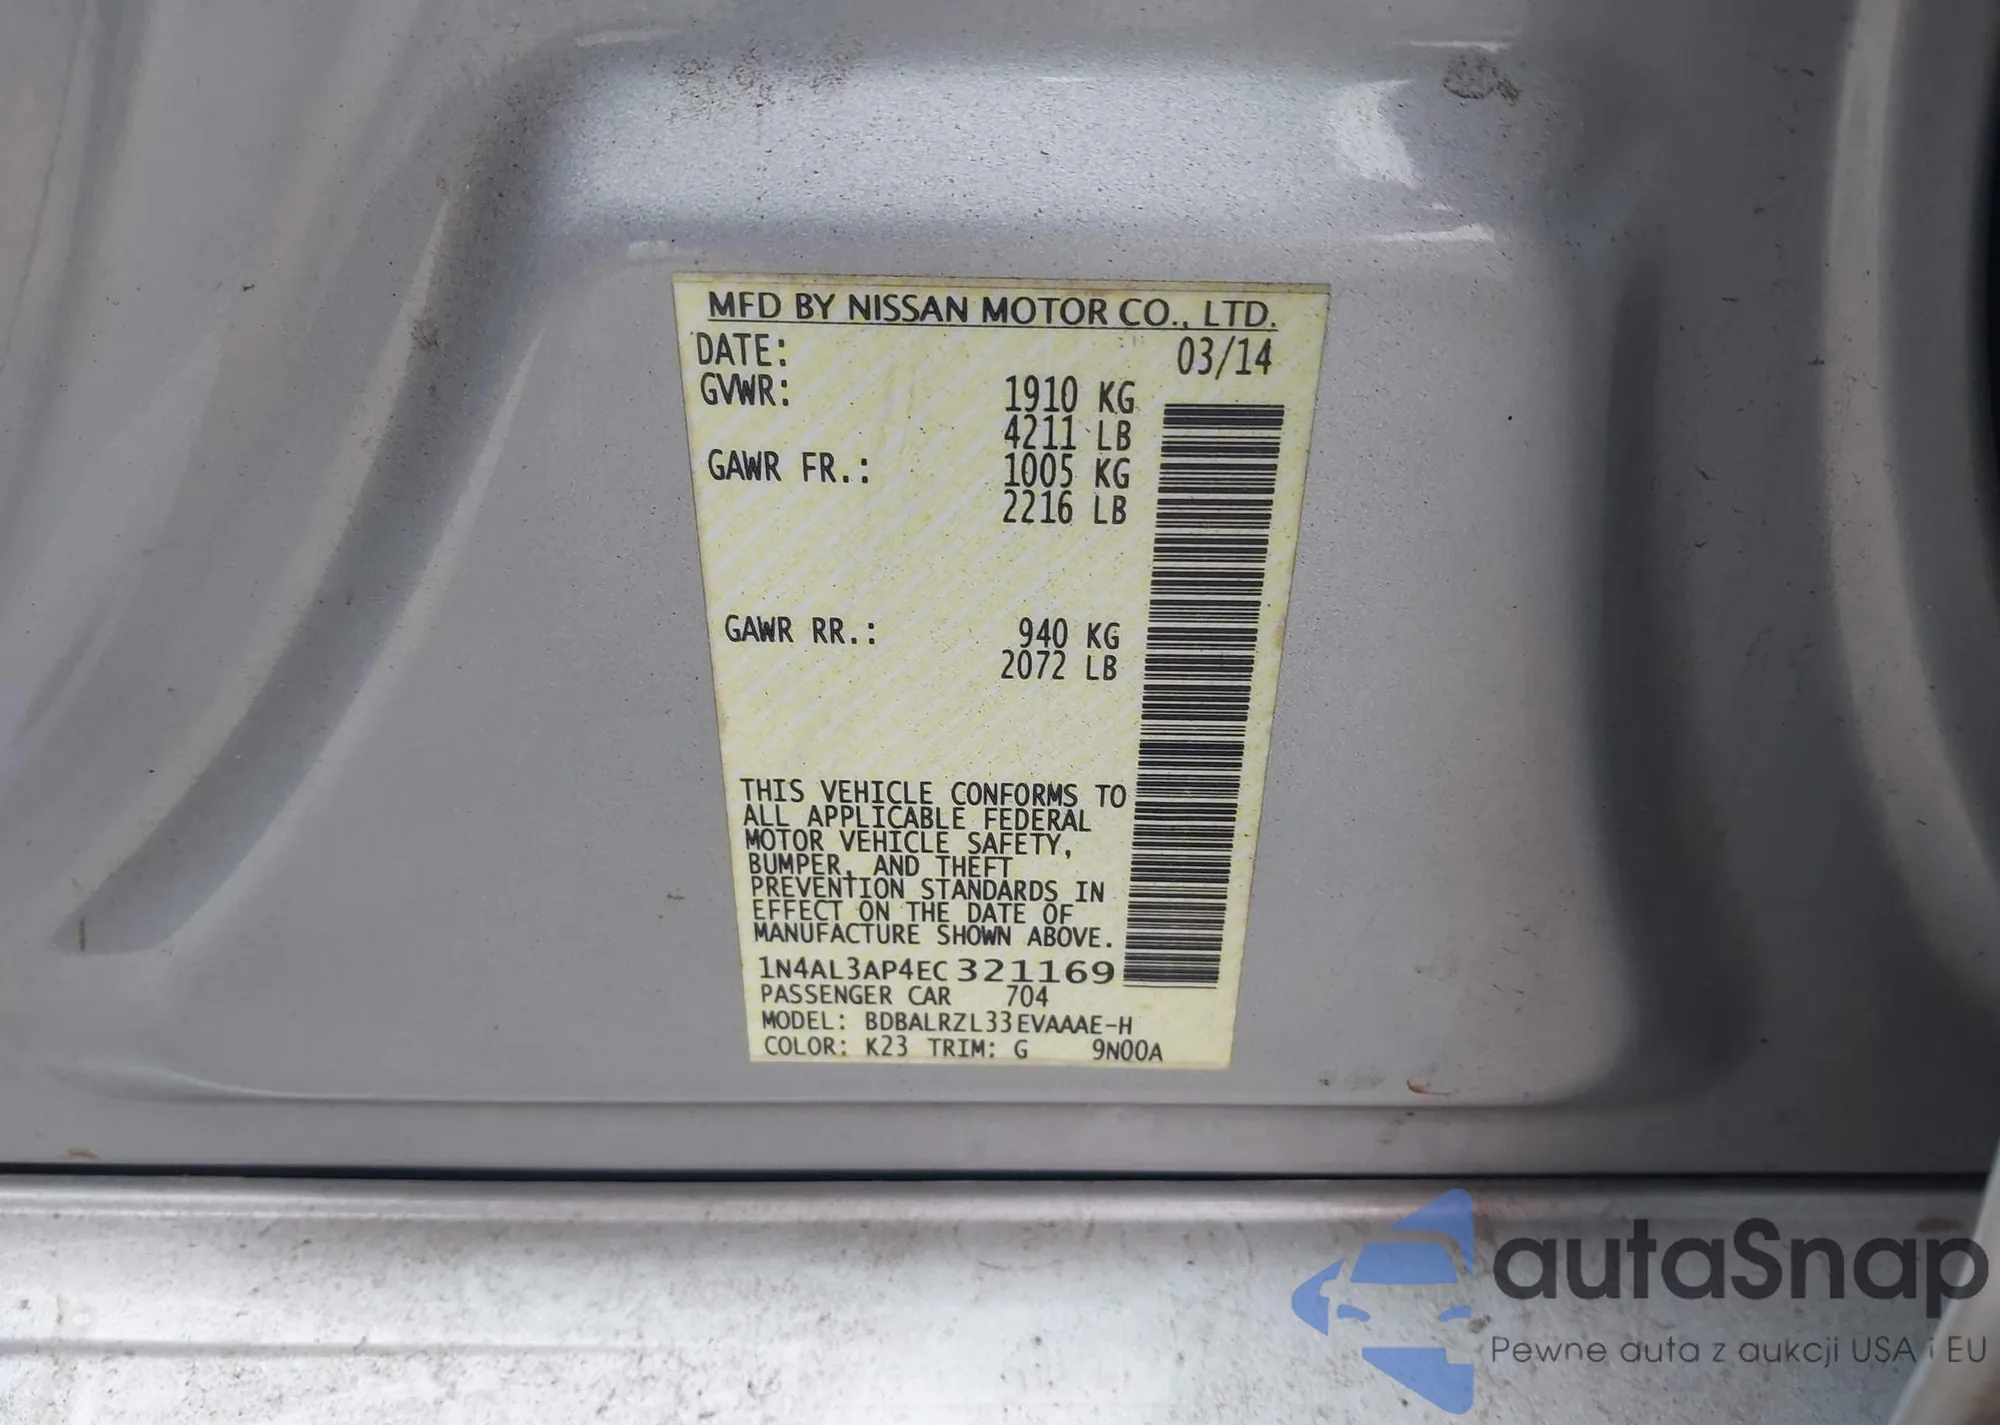 MFD BY NISSAN MOTOR CO., LTD.
DATE: 03/14
GVWR: 1910 KG
4211 LB
GAWR FR.: 1005 KG
2216 LB
GAWR RR.: 940 KG
2072 LB
THIS VEHICLE CONFORMS TO
ALL APPLICABLE FEDERAL
MOTOR VEHICLE SAFETY,
BUMPER, AND THEFT
PREVENTION STANDARDS IN
EFFECT ON THE DATE OF
MANUFACTURE SHOWN ABOVE.
1N4AL3AP4EC321169
PASSENGER CAR 704
MODEL: BDBALRZL33EVAAAE-H
COLOR: K23 TRIM: G 9N00A
autaSnap
Pewne auta z aukcji USA i EU